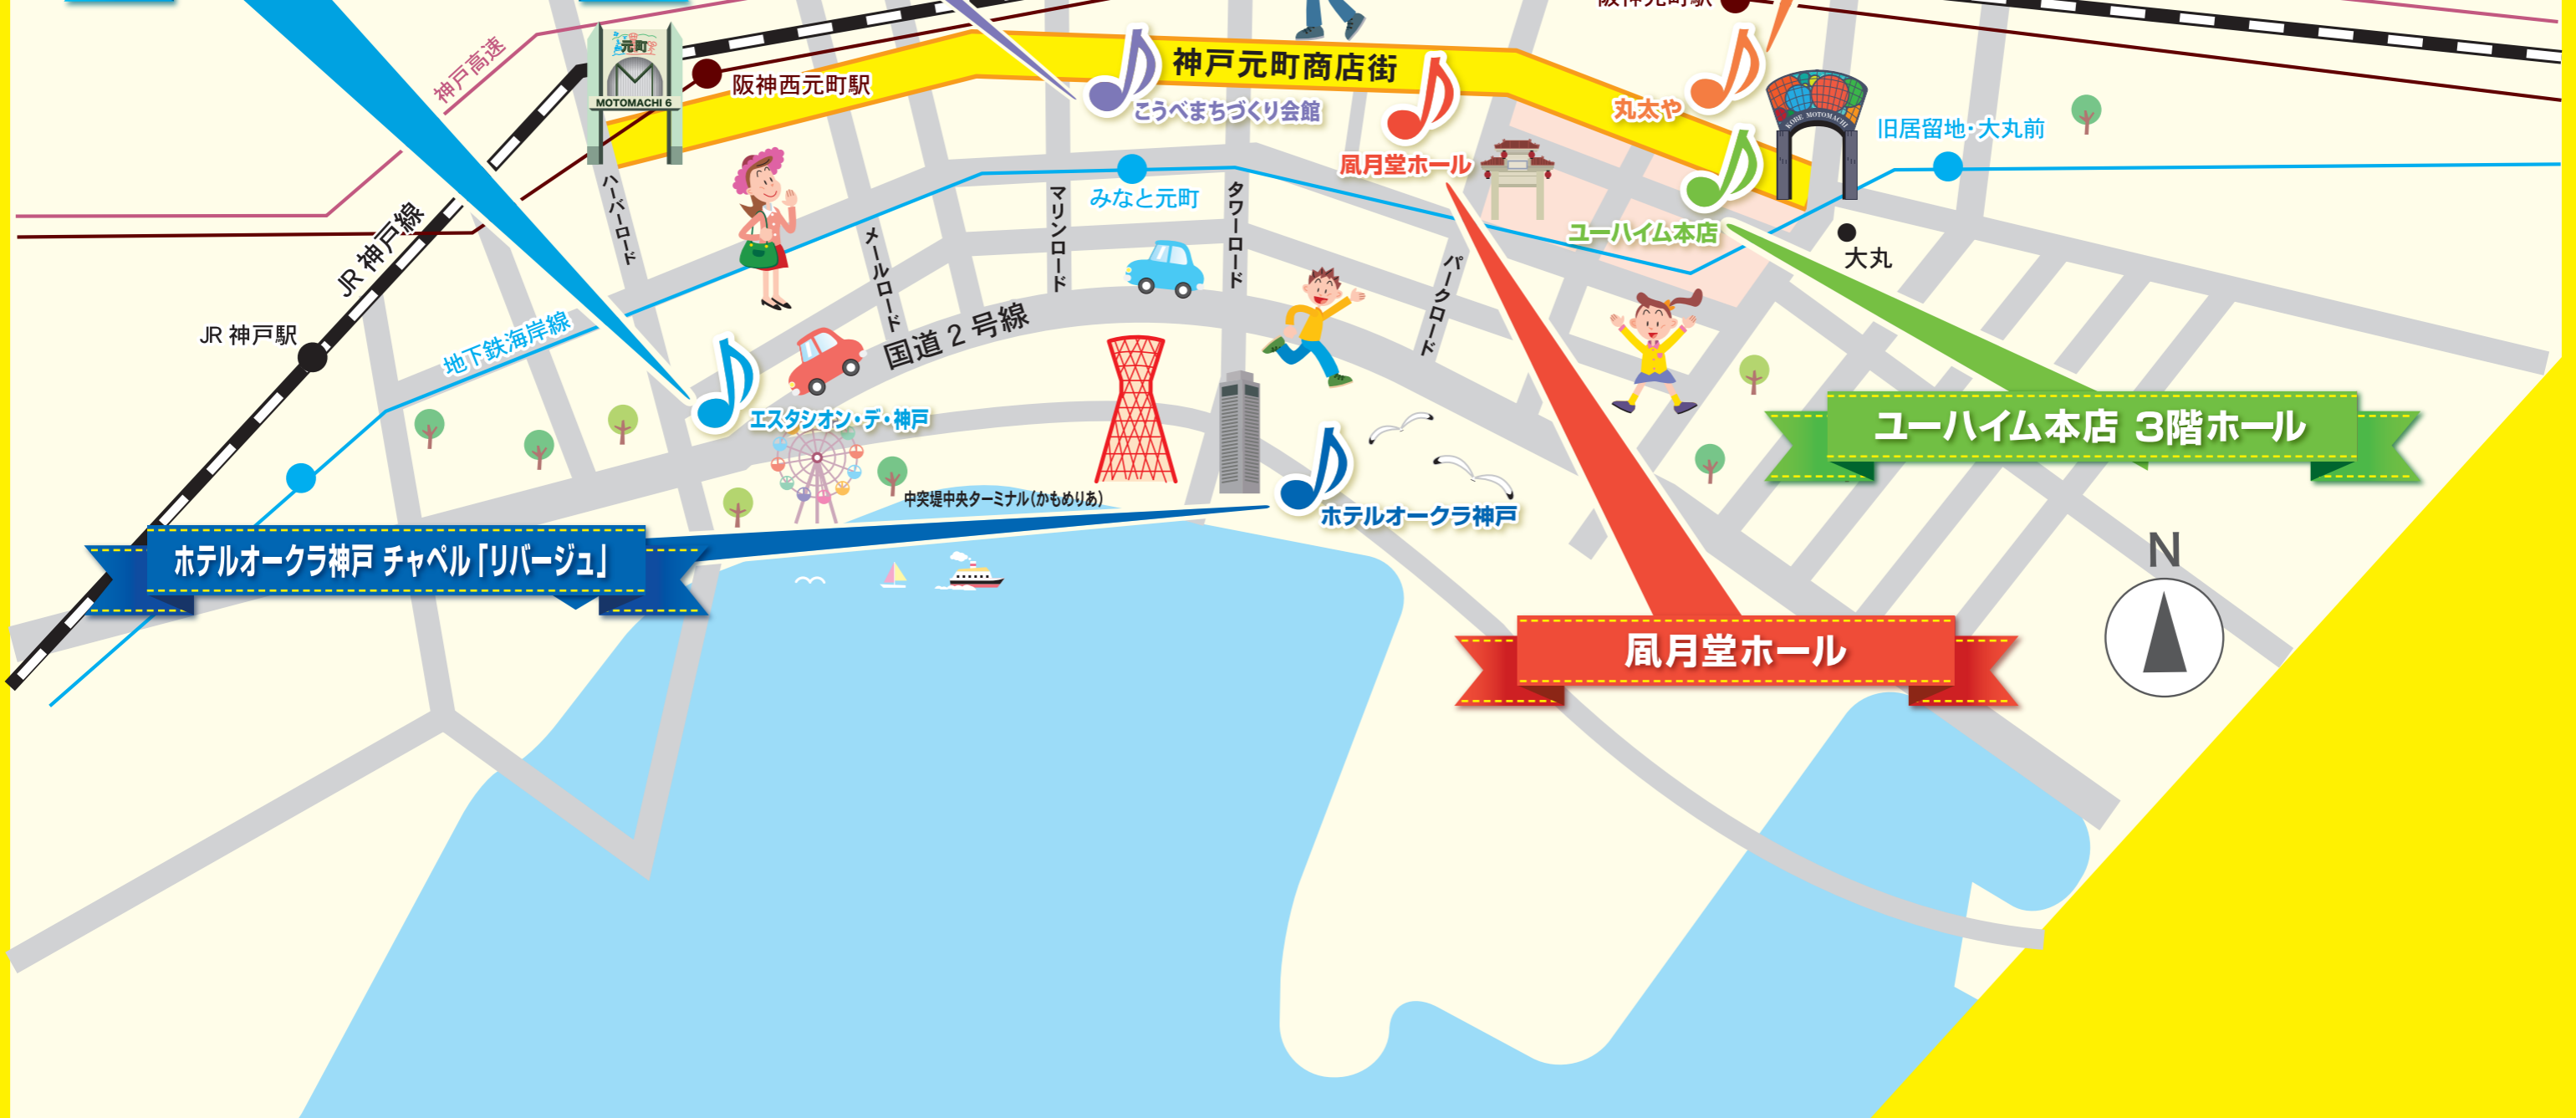 阪神元町駅
元町
MOTOMACHI 6
神戸高速
阪神西元町駅
神戸元町商店街
こうべまちづくり会館
凮月堂ホール
丸太や
KOBE MOTOMACHI
旧居留地・大丸前
ユーハイム本店
大丸
ハーバーロード
メールロード
マリンロード
みなと元町
タワーロード
パークロード
JR 神戸線
JR 神戸駅
地下鉄海岸線
国道 2 号線
エスタシオン・デ・神戸
中突堤中央ターミナル(かもめりあ)
ホテルオークラ神戸
ユーハイム本店 3階ホール
ホテルオークラ神戸 チャペル「リバージュ」
凮月堂ホール
N